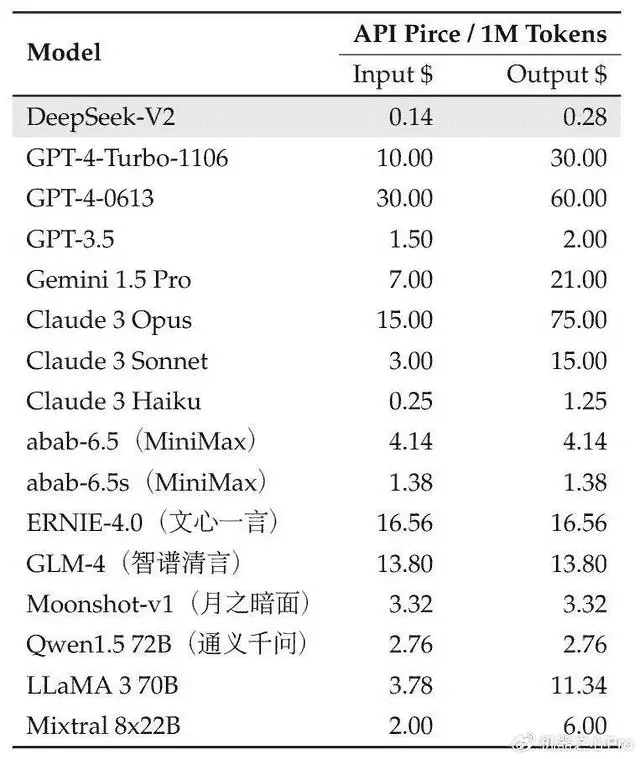 Model API Pirce / 1M Tokens
Input $ Output $
DeepSeek-V2 0.14 0.28
GPT-4-Turbo-1106 10.00 30.00
GPT-4-0613 30.00 60.00
GPT-3.5 1.50 2.00
Gemini 1.5 Pro 7.00 21.00
Claude 3 Opus 15.00 75.00
Claude 3 Sonnet 3.00 15.00
Claude 3 Haiku 0.25 1.25
abab-6.5（MiniMax） 4.14 4.14
abab-6.5s（MiniMax） 1.38 1.38
ERNIE-4.0（文心一言） 16.56 16.56
GLM-4（智谱清言） 13.80 13.80
Moonshot-v1（月之暗面） 3.32 3.32
Qwen1.5 72B（通义千问） 2.76 2.76
LLaMA 3 70B 3.78 11.34
Mixtral 8x22B 2.00 6.00
机器之心Pro